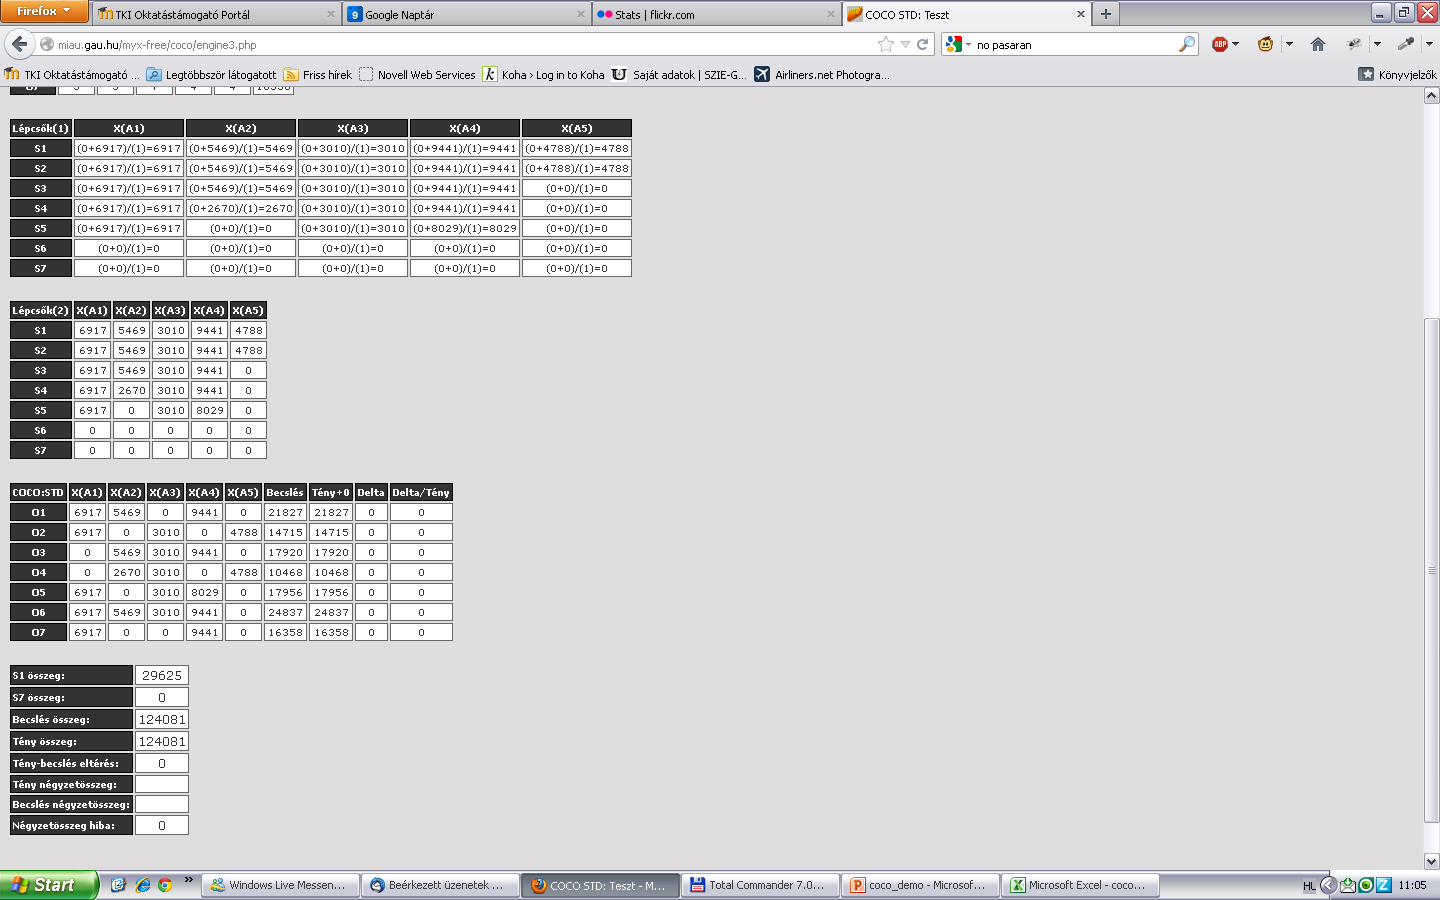 Firefox
TKI Oktatástámogató Portál
Google Naptár
Stats | flickr.com
COCO STD: Teszt
miau.gau.hu/myx-free/coco/engine3.php
no pasaran
TKI Oktatástámogató ...
Legtöbbször látogatott
Friss hírek
Novell Web Services
Koha › Log in to Koha
Saját adatok | SZIE-G...
Airliners.net Photogra...
Könyvjelzők
Lépcsők(1) X(A1) X(A2) X(A3) X(A4) X(A5)
S1 (0+6917)/(1)=6917 (0+5469)/(1)=5469 (0+3010)/(1)=3010 (0+9441)/(1)=9441 (0+4788)/(1)=4788
S2 (0+6917)/(1)=6917 (0+5469)/(1)=5469 (0+3010)/(1)=3010 (0+9441)/(1)=9441 (0+4788)/(1)=4788
S3 (0+6917)/(1)=6917 (0+5469)/(1)=5469 (0+3010)/(1)=3010 (0+9441)/(1)=9441 (0+0)/(1)=0
S4 (0+6917)/(1)=6917 (0+2670)/(1)=2670 (0+3010)/(1)=3010 (0+9441)/(1)=9441 (0+0)/(1)=0
S5 (0+6917)/(1)=6917 (0+0)/(1)=0 (0+3010)/(1)=3010 (0+8029)/(1)=8029 (0+0)/(1)=0
S6 (0+0)/(1)=0 (0+0)/(1)=0 (0+0)/(1)=0 (0+0)/(1)=0 (0+0)/(1)=0
S7 (0+0)/(1)=0 (0+0)/(1)=0 (0+0)/(1)=0 (0+0)/(1)=0 (0+0)/(1)=0
Lépcsők(2) X(A1) X(A2) X(A3) X(A4) X(A5)
S1 6917 5469 3010 9441 4788
S2 6917 5469 3010 9441 4788
S3 6917 5469 3010 9441 0
S4 6917 2670 3010 9441 0
S5 6917 0 3010 8029 0
S6 0 0 0 0 0
S7 0 0 0 0 0
COCO:STD X(A1) X(A2) X(A3) X(A4) X(A5) Becslés Tény+0 Delta Delta/Tény
O1 6917 5469 0 9441 0 21827 21827 0 0
O2 6917 0 3010 0 4788 14715 14715 0 0
O3 0 5469 3010 9441 0 17920 17920 0 0
O4 0 2670 3010 0 4788 10468 10468 0 0
O5 6917 0 3010 8029 0 17956 17956 0 0
O6 6917 5469 3010 9441 0 24837 24837 0 0
O7 6917 0 0 9441 0 16358 16358 0 0
S1 összeg: 29625
S7 összeg: 0
Becslés összeg: 124081
Tény összeg: 124081
Tény-becslés eltérés: 0
Tény négyzetösszeg:
Becslés négyzetösszeg:
Négyzetösszeg hiba: 0
Start
Windows Live Messen...
Beérkezett üzenetek ...
COCO STD: Teszt - M...
Total Commander 7.0...
coco_demo - Microsof...
Microsoft Excel - coco...
HL
11:05